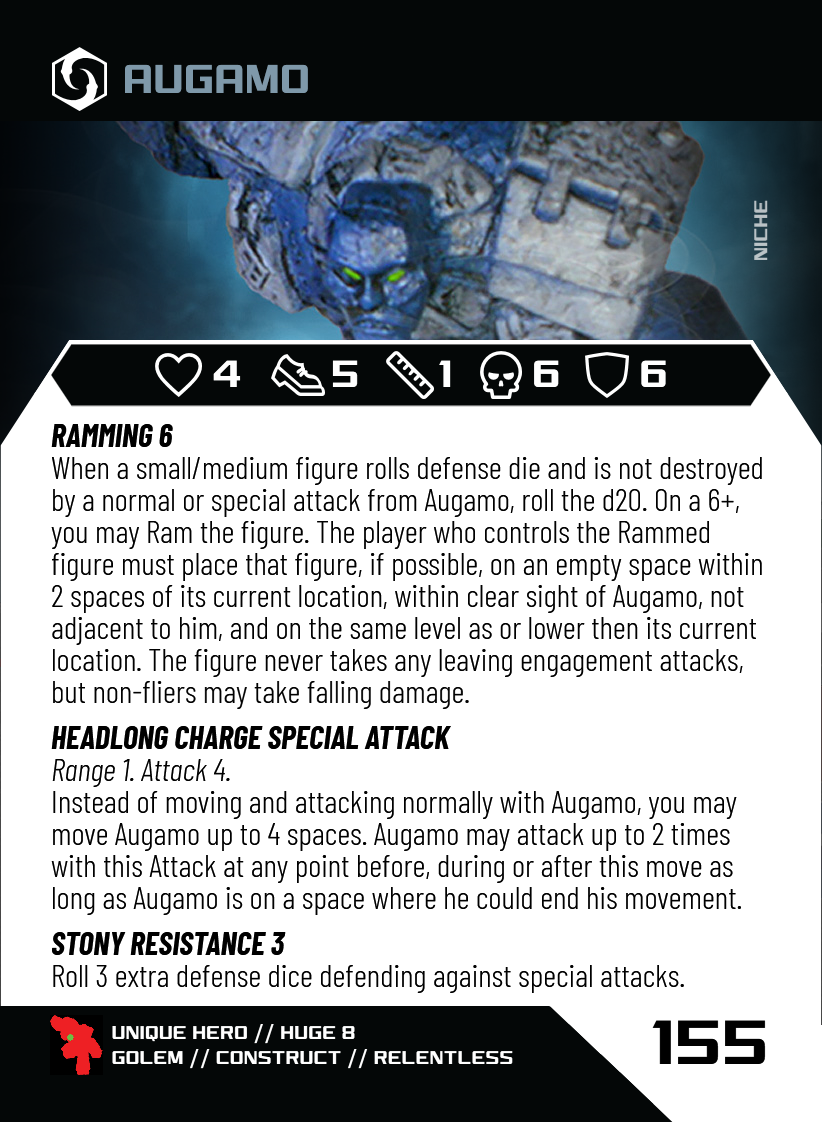 AUGAMO
NICHE
4 5 1 6 6
RAMMING 6
When a small/medium figure rolls defense die and is not destroyed
by a normal or special attack from Augamo, roll the d20. On a 6+,
you may Ram the figure. The player who controls the Rammed
figure must place that figure, if possible, on an empty space within
2 spaces of its current location, within clear sight of Augamo, not
adjacent to him, and on the same level as or lower then its current
location. The figure never takes any leaving engagement attacks,
but non-fliers may take falling damage.
HEADLONG CHARGE SPECIAL ATTACK
Range 1. Attack 4.
Instead of moving and attacking normally with Augamo, you may
move Augamo up to 4 spaces. Augamo may attack up to 2 times
with this Attack at any point before, during or after this move as
long as Augamo is on a space where he could end his movement.
STONY RESISTANCE 3
Roll 3 extra defense dice defending against special attacks.
UNIQUE HERO // HUGE 8
GOLEM // CONSTRUCT // RELENTLESS
155